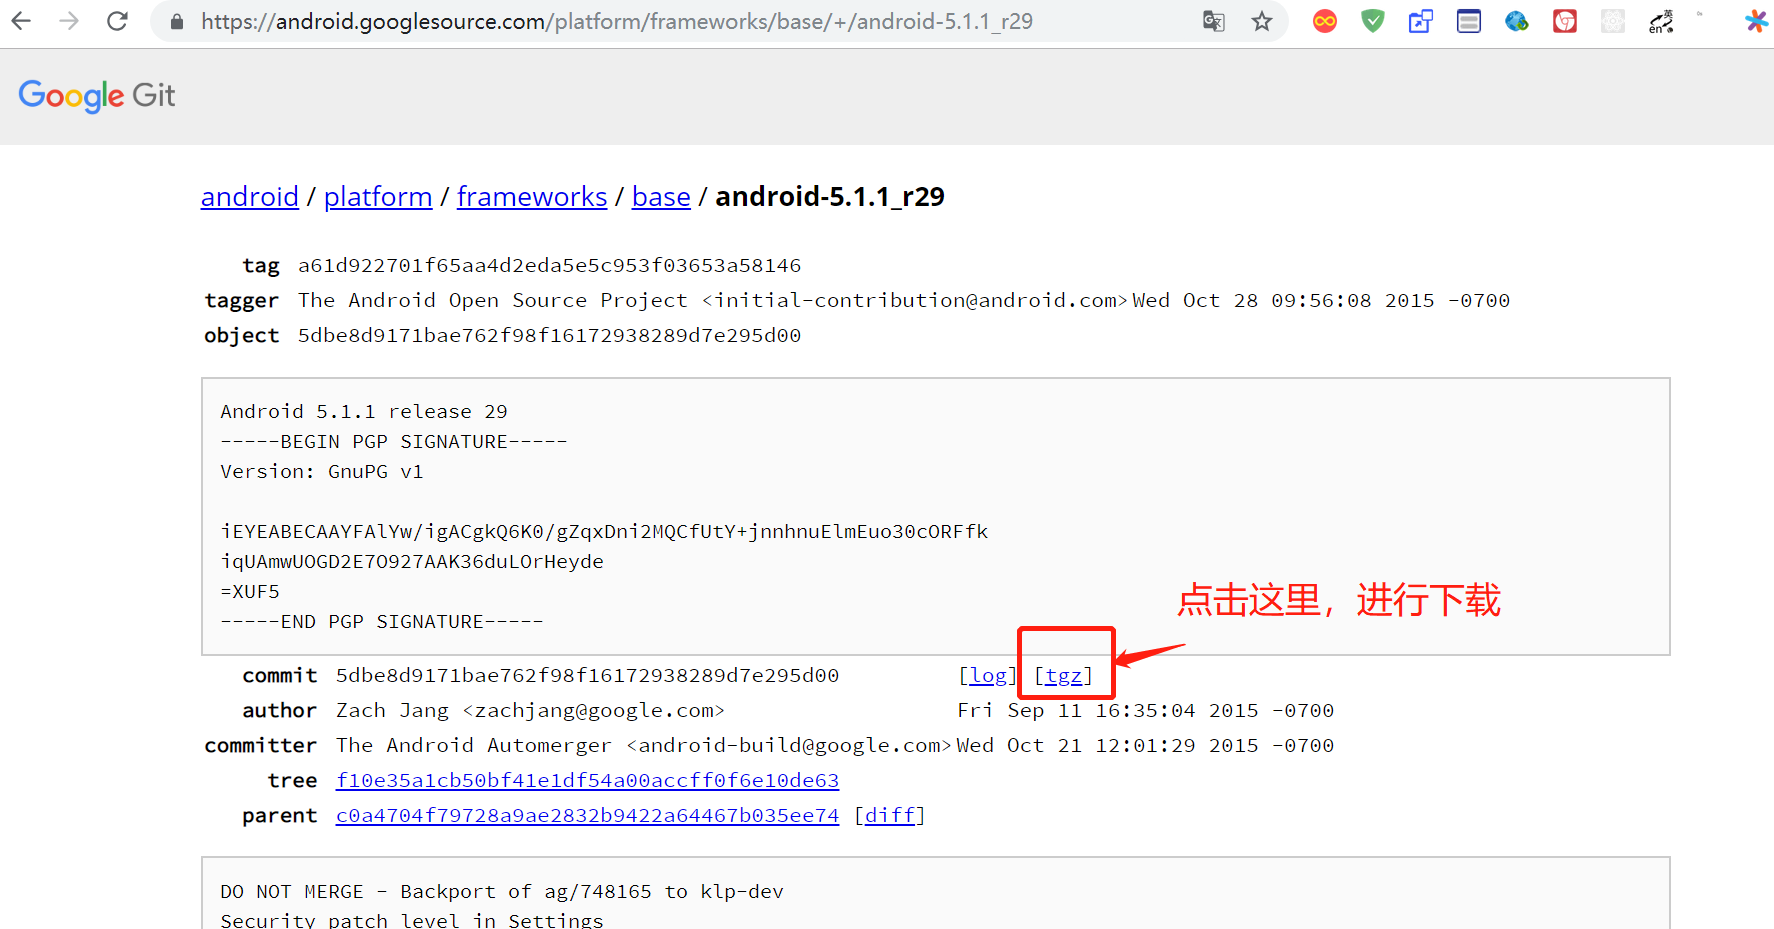 https://android.googlesource.com/platform/frameworks/base/+/android-5.1.1_r29
Google Git
android / platform / frameworks / base / android-5.1.1_r29
tag a61d922701f65aa4d2eda5e5c953f03653a58146
tagger The Android Open Source Project <initial-contribution@android.com> Wed Oct 28 09:56:08 2015 -0700
object 5dbe8d9171bae762f98f16172938289d7e295d00
Android 5.1.1 release 29
-----BEGIN PGP SIGNATURE-----
Version: GnuPG v1
iEYEABECAAYFAlYw/igACgkQ6K0/gZqxDni2MQCfUtY+jnnhnuElmEuo30cORFfk
iqUAmwUOGD2E7O927AAK36duLOrHeyde
=XUF5
-----END PGP SIGNATURE-----
点击这里，进行下载
commit 5dbe8d9171bae762f98f16172938289d7e295d00 [log] [tgz]
author Zach Jang <zachjang@google.com> Fri Sep 11 16:35:04 2015 -0700
committer The Android Automerger <android-build@google.com> Wed Oct 21 12:01:29 2015 -0700
tree f10e35a1cb50bf41e1df54a00accff0f6e10de63
parent c0a4704f79728a9ae2832b9422a64467b035ee74 [diff]
DO NOT MERGE - Backport of ag/748165 to klp-dev
Security patch level in Settings